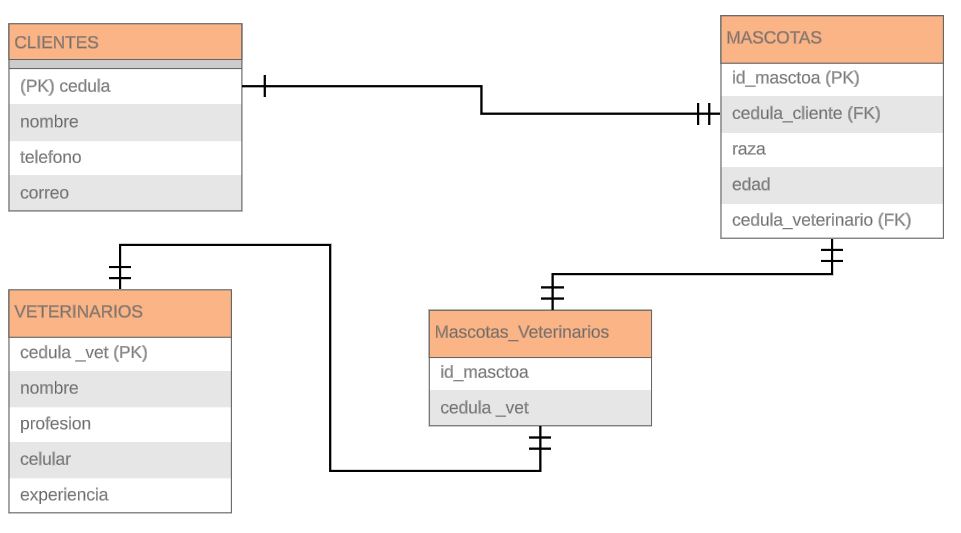 CLIENTES
(PK) cedula
nombre
telefono
correo
MASCOTAS
id_masctoa (PK)
cedula_cliente (FK)
raza
edad
cedula_veterinario (FK)
VETERINARIOS
cedula _vet (PK)
nombre
profesion
celular
experiencia
Mascotas_Veterinarios
id_masctoa
cedula _vet